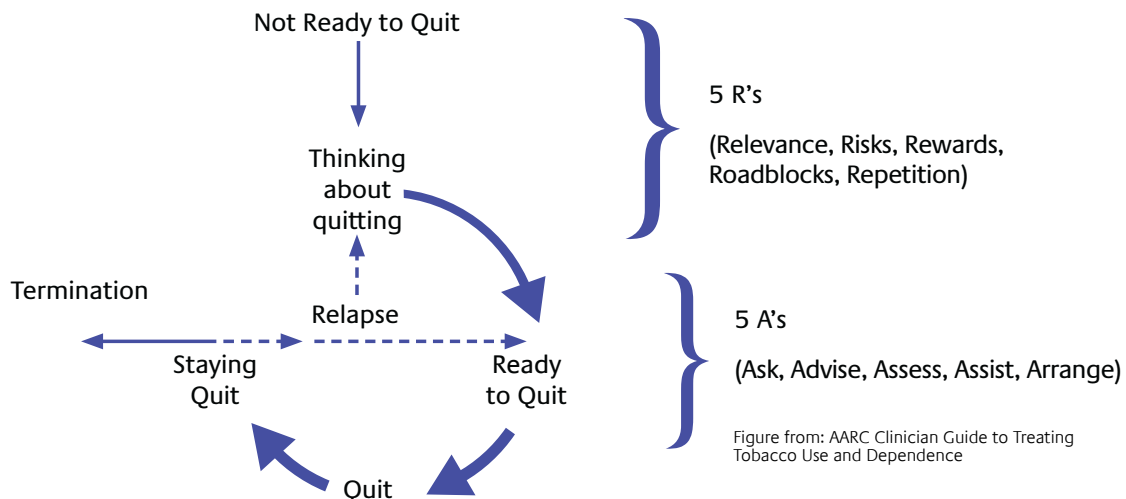 Not Ready to Quit
Thinking
about
quitting
Termination
Relapse
Staying
Quit
Ready
to Quit
Quit
5 R's
(Relevance, Risks, Rewards,
Roadblocks, Repetition)
5 A's
(Ask, Advise, Assess, Assist, Arrange)
Figure from: AARC Clinician Guide to Treating
Tobacco Use and Dependence